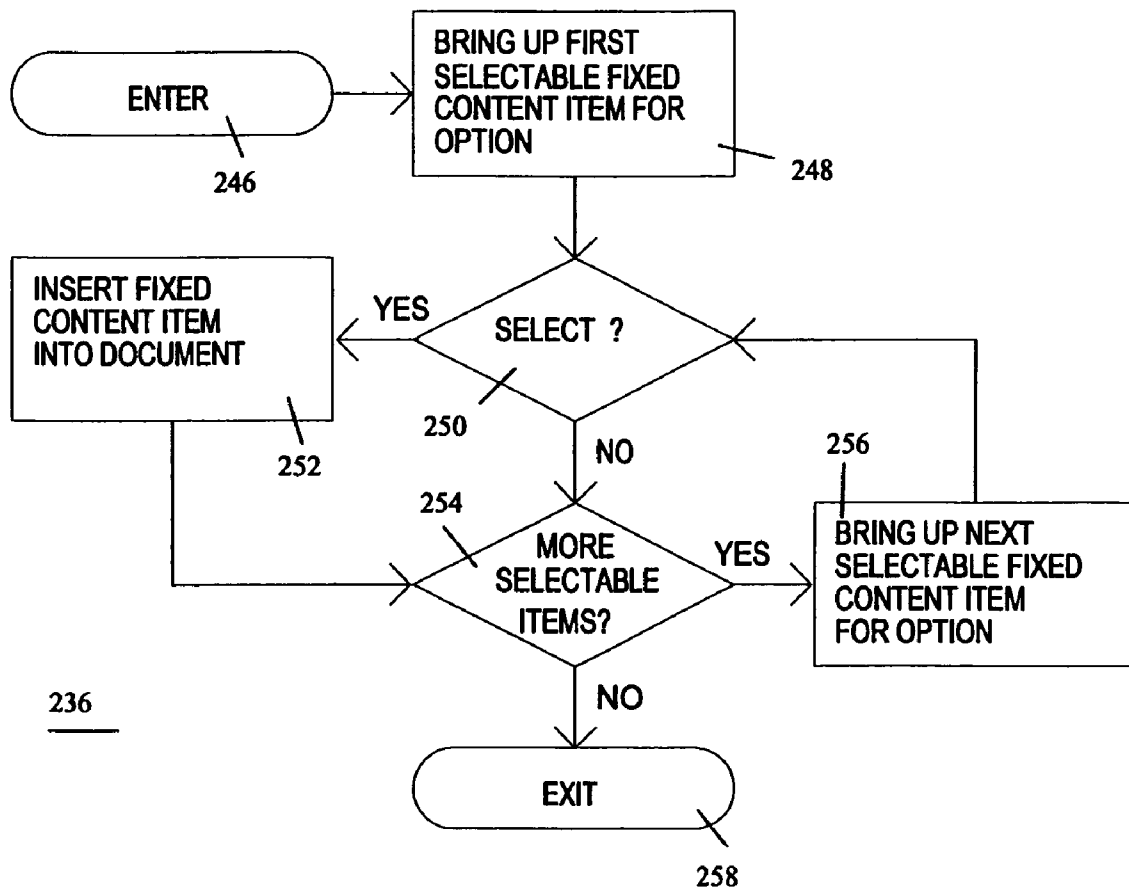 BRING UP FIRST
SELECTABLE FIXED
CONTENT ITEM FOR
OPTION
ENTER
246
248
INSERT FIXED
CONTENT ITEM
INTO DOCUMENT
YES
SELECT ?
250
252
NO
254
256
MORE
SELECTABLE
ITEMS?
YES
BRING UP NEXT
SELECTABLE FIXED
CONTENT ITEM
FOR OPTION
236
NO
EXIT
258